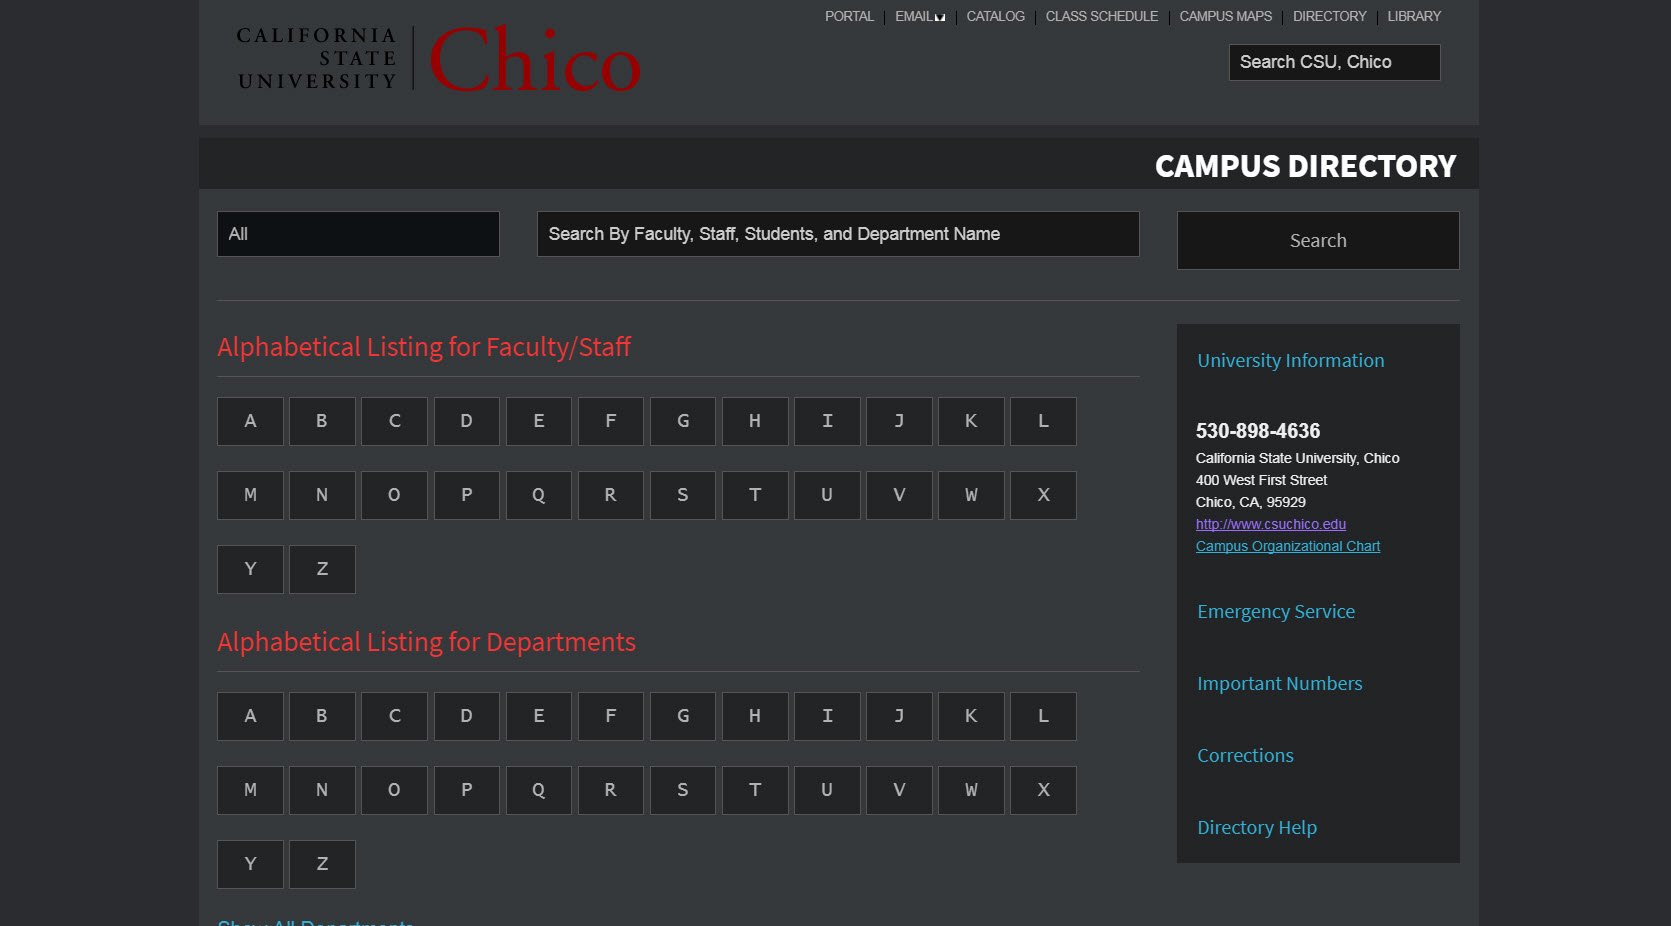 PORTAL EMAIL CATALOG CLASS SCHEDULE CAMPUS MAPS DIRECTORY LIBRARY
CALIFORNIA
STATE
UNIVERSITY
Chico
Search CSU, Chico
CAMPUS DIRECTORY
All
Search By Faculty, Staff, Students, and Department Name
Search
Alphabetical Listing for Faculty/Staff
A B C D E F G H I J K L
M N O P Q R S T U V W X
Y Z
Alphabetical Listing for Departments
A B C D E F G H I J K L
M N O P Q R S T U V W X
Y Z
Show All Departments
University Information
530-898-4636
California State University, Chico
400 West First Street
Chico, CA, 95929
http://www.csuchico.edu
Campus Organizational Chart
Emergency Service
Important Numbers
Corrections
Directory Help